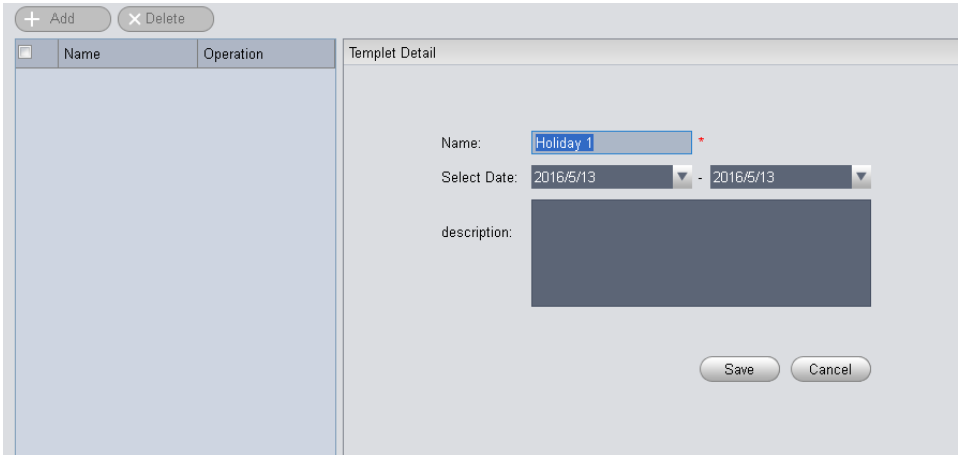 Add Delete
Name Operation
Templet Detail
Name: Holiday 1 *
Select Date: 2016/5/13 - 2016/5/13
description:
Save Cancel